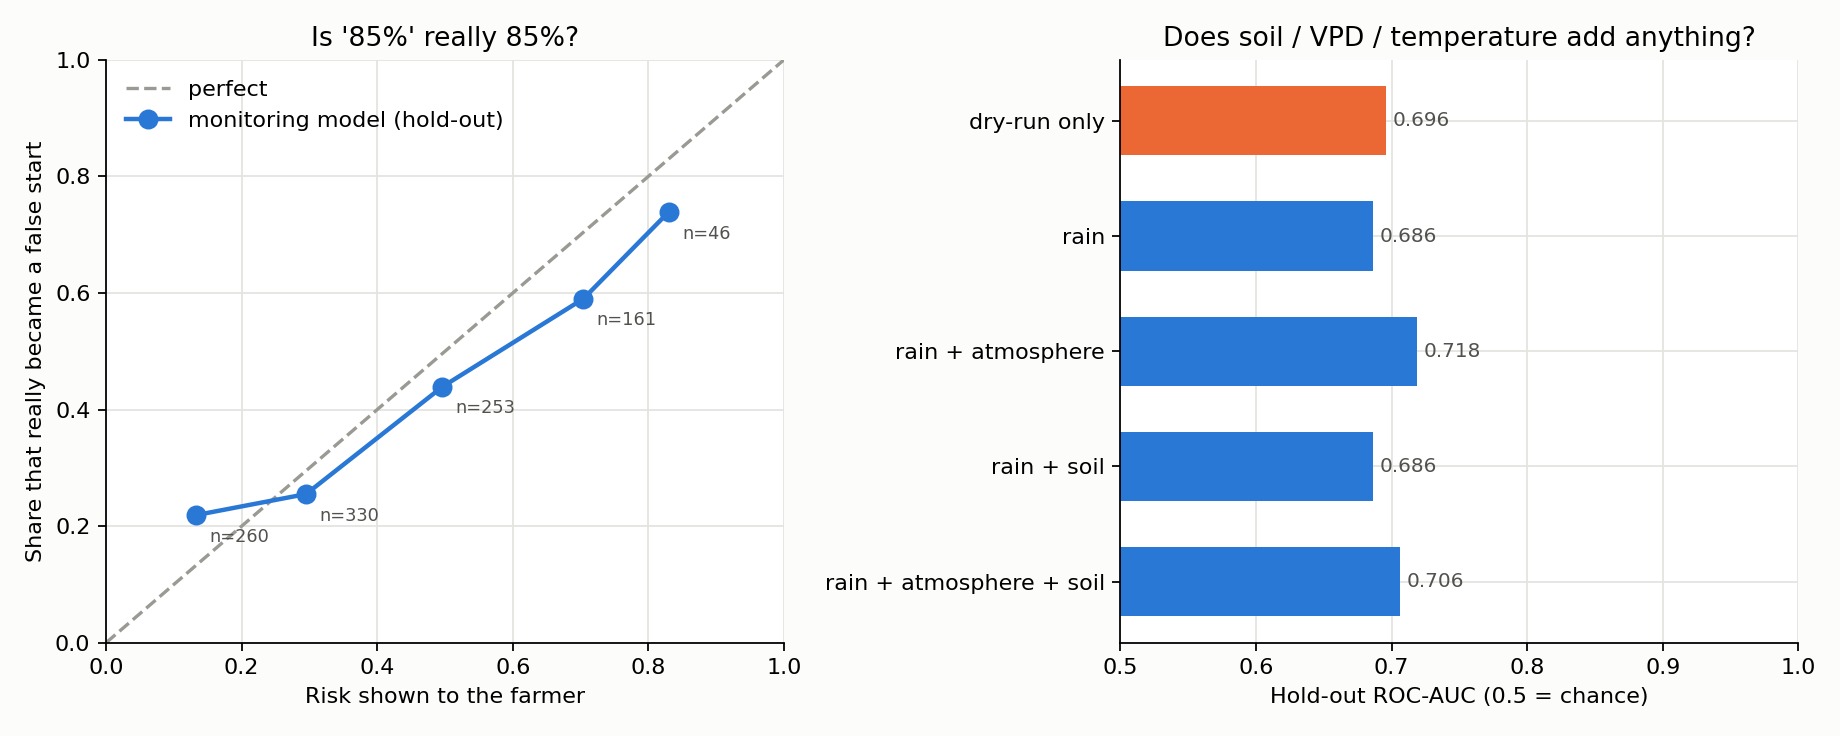 Is '85%' really 85%?
perfect
monitoring model (hold-out)
Share that really became a false start
1.0
0.8
0.6
0.4
0.2
0.0
n=260
n=330
n=253
n=161
n=46
0.0 0.2 0.4 0.6 0.8 1.0
Risk shown to the farmer
Does soil / VPD / temperature add anything?
dry-run only 0.696
rain 0.686
rain + atmosphere 0.718
rain + soil 0.686
rain + atmosphere + soil 0.706
0.5 0.6 0.7 0.8 0.9 1.0
Hold-out ROC-AUC (0.5 = chance)